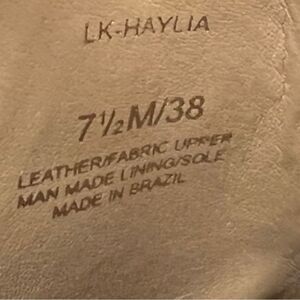 LK-HAYLIA
7½M/38
LEATHER/FABRIC UPPER
MAN MADE LINING/SOLE
MADE IN BRAZIL